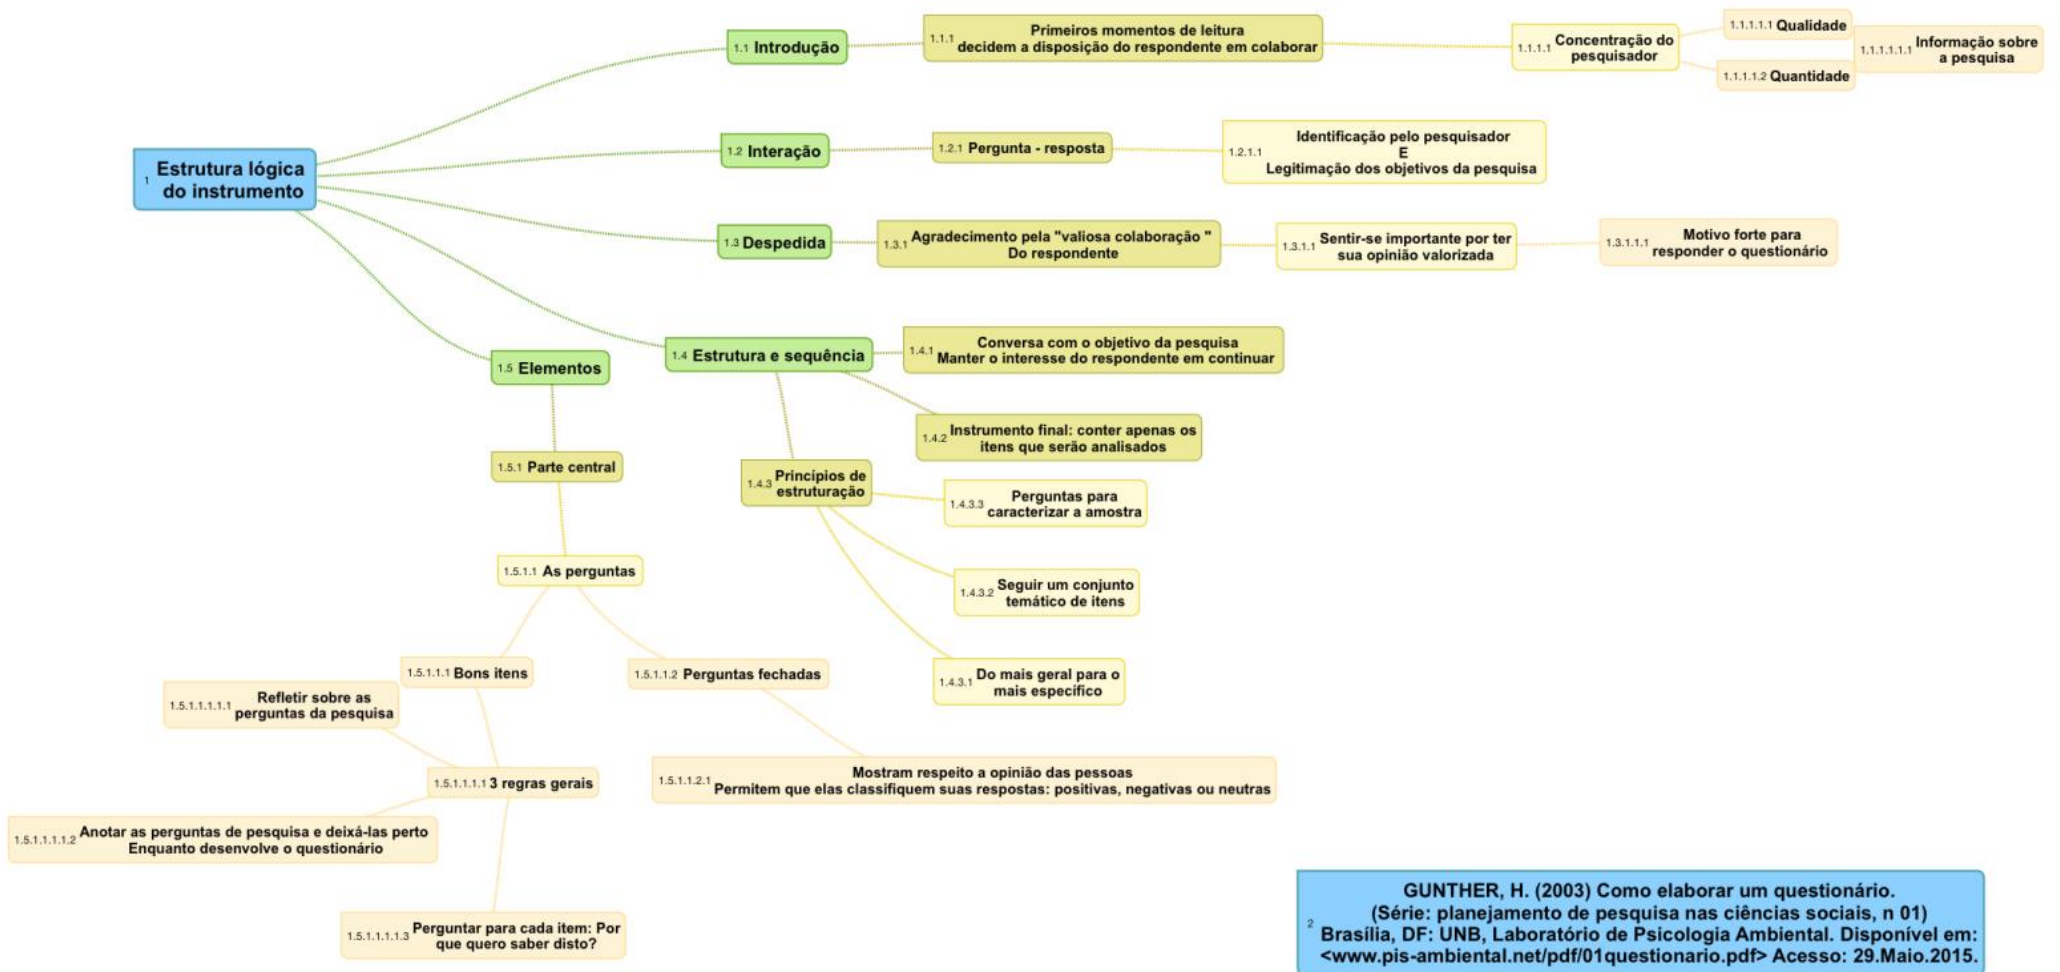 1 Estrutura lógica
do instrumento
1.1 Introdução
1.1.1 Primeiros momentos de leitura
decidem a disposição do respondente em colaborar
1.1.1.1 Concentração do
pesquisador
1.1.1.1.1 Qualidade
1.1.1.1.2 Quantidade
1.1.1.1.1.1 Informação sobre
a pesquisa
1.2 Interação
1.2.1 Pergunta - resposta
1.2.1.1 Identificação pelo pesquisador
E
Legitimação dos objetivos da pesquisa
1.3 Despedida
1.3.1 Agradecimento pela "valiosa colaboração "
Do respondente
1.3.1.1 Sentir-se importante por ter
sua opinião valorizada
1.3.1.1.1 Motivo forte para
responder o questionário
1.4 Estrutura e sequência
1.4.1 Conversa com o objetivo da pesquisa
Manter o interesse do respondente em continuar
1.4.2 Instrumento final: conter apenas os
itens que serão analisados
1.4.3 Princípios de
estruturação
1.4.3.3 Perguntas para
caracterizar a amostra
1.4.3.2 Seguir um conjunto
temático de itens
1.4.3.1 Do mais geral para o
mais específico
1.5 Elementos
1.5.1 Parte central
1.5.1.1 As perguntas
1.5.1.1.1 Bons itens
1.5.1.1.2 Perguntas fechadas
1.5.1.1.2.1 Mostram respeito a opinião das pessoas
Permitem que elas classifiquem suas respostas: positivas, negativas ou neutras
1.5.1.1.1.1 3 regras gerais
1.5.1.1.1.1.1 Refletir sobre as
perguntas da pesquisa
1.5.1.1.1.1.2 Anotar as perguntas de pesquisa e deixá-las perto
Enquanto desenvolve o questionário
1.5.1.1.1.1.3 Perguntar para cada item: Por
que quero saber disto?
2 GUNTHER, H. (2003) Como elaborar um questionário.
(Série: planejamento de pesquisa nas ciências sociais, n 01)
Brasília, DF: UNB, Laboratório de Psicologia Ambiental. Disponível em:
<www.pis-ambiental.net/pdf/01questionario.pdf> Acesso: 29.Maio.2015.